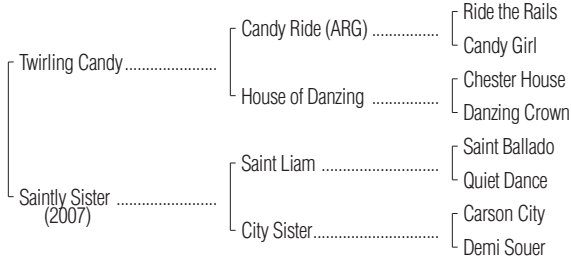 Ride the Rails
Candy Ride (ARG) ................
Candy Girl
Twirling Candy ......................
Chester House
House of Danzing ................
Danzing Crown
Saint Ballado
Saint Liam ............................
Quiet Dance
Saintly Sister ........................
(2007)
Carson City
City Sister..............................
Demi Souer